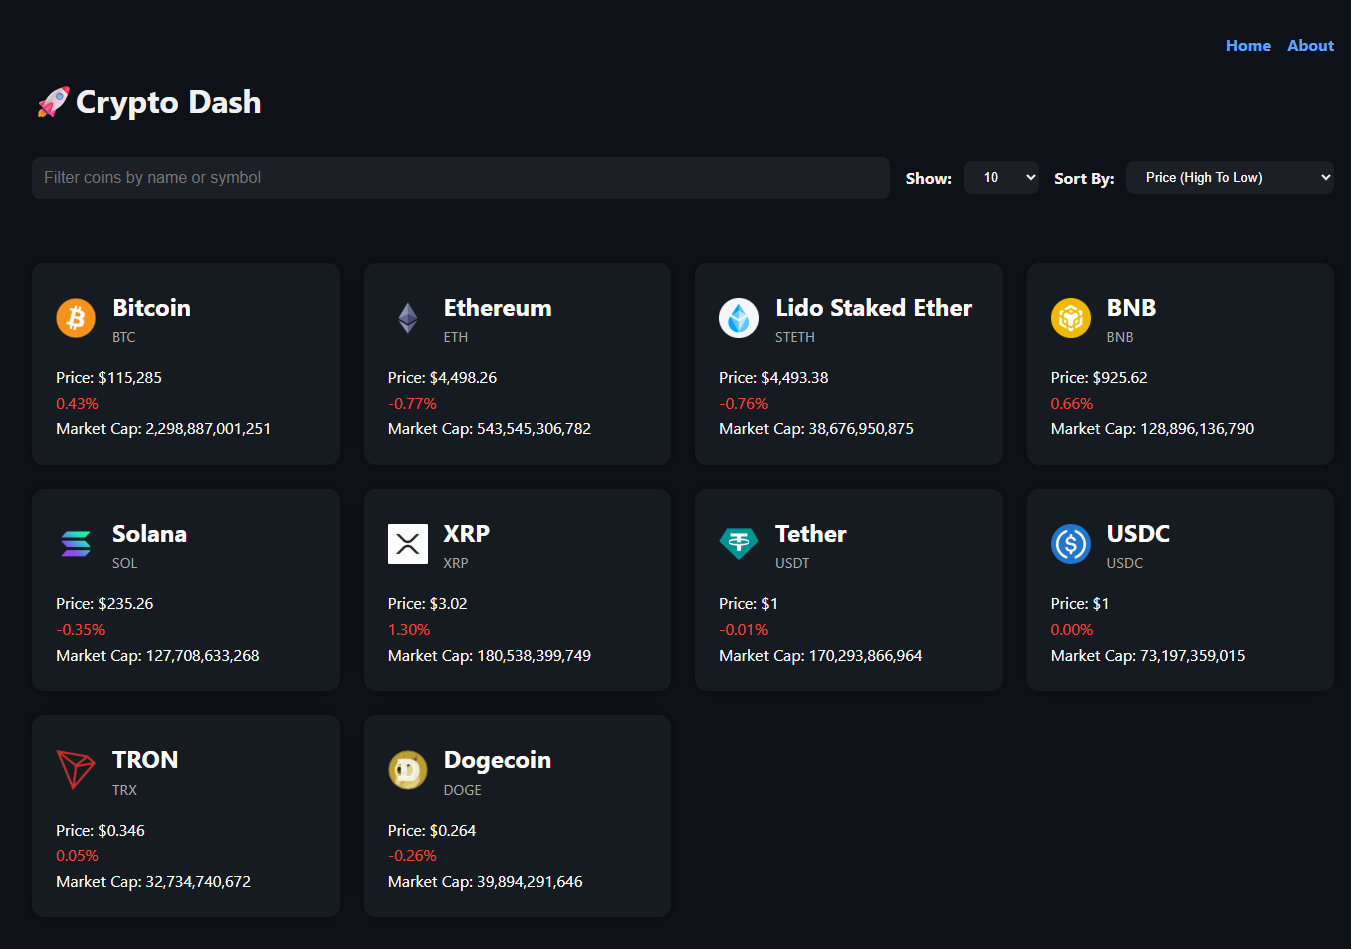 Home About
Crypto Dash
Filter coins by name or symbol
Show: 10 Sort By: Price (High To Low)
Bitcoin
BTC
Price: $115,285
0.43%
Market Cap: 2,298,887,001,251
Ethereum
ETH
Price: $4,498.26
-0.77%
Market Cap: 543,545,306,782
Lido Staked Ether
STETH
Price: $4,493.38
-0.76%
Market Cap: 38,676,950,875
BNB
BNB
Price: $925.62
0.66%
Market Cap: 128,896,136,790
Solana
SOL
Price: $235.26
-0.35%
Market Cap: 127,708,633,268
XRP
XRP
Price: $3.02
1.30%
Market Cap: 180,538,399,749
Tether
USDT
Price: $1
-0.01%
Market Cap: 170,293,866,964
USDC
USDC
Price: $1
0.00%
Market Cap: 73,197,359,015
TRON
TRX
Price: $0.346
0.05%
Market Cap: 32,734,740,672
Dogecoin
DOGE
Price: $0.264
-0.26%
Market Cap: 39,894,291,646